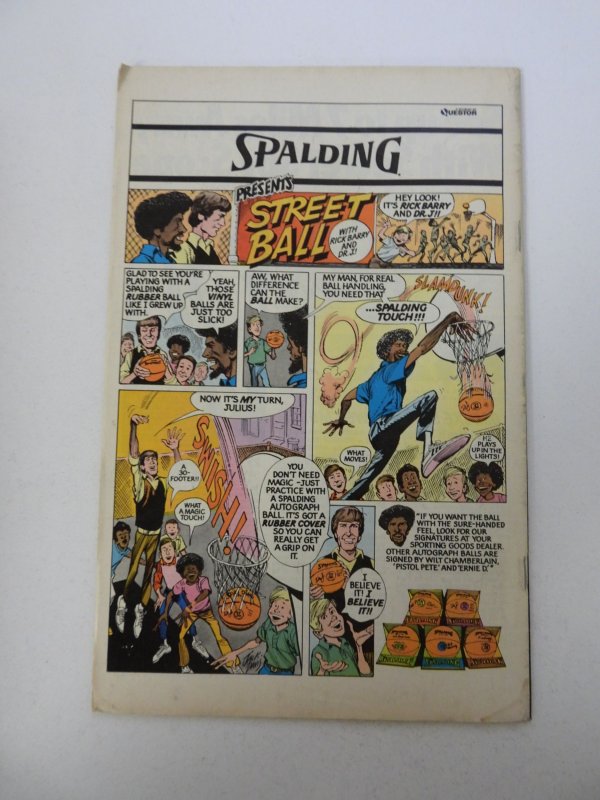 QUESTOR
SPALDING
PRESENTS
STREET
BALL
WITH
RICK BARRY
AND
DR. J!
HEY LOOK!
IT'S RICK BARRY
AND DR. J!!
GLAD TO SEE YOU'RE
PLAYING WITH A
SPALDING
RUBBER BALL
LIKE I GREW UP
WITH.
YEAH,
THOSE
VINYL
BALLS ARE
JUST TOO
SLICK!
AW, WHAT
DIFFERENCE
CAN THE
BALL MAKE?
MY MAN, FOR REAL
BALL HANDLING,
YOU NEED THAT
...SPALDING
TOUCH!!!
SLAMDUNK!
WHAT
MOVES!
HE
PLAYS
UP IN THE
LIGHTS!
NOW IT'S MY TURN,
JULIUS!
A
30-
FOOTER!!
WHAT
A MAGIC
TOUCH!
SWISH!
YOU
DON'T NEED
MAGIC -JUST
PRACTICE WITH
A SPALDING
AUTOGRAPH
BALL. IT'S GOT A
RUBBER COVER
SO YOU CAN
REALLY GET
A GRIP ON
IT.
I
BELIEVE
IT! I
BELIEVE
IT!!
"IF YOU WANT THE BALL
WITH THE SURE-HANDED
FEEL, LOOK FOR OUR
SIGNATURES AT YOUR
SPORTING GOODS DEALER.
OTHER AUTOGRAPH BALLS ARE
SIGNED BY WILT CHAMBERLAIN,
'PISTOL PETE' AND 'ERNIE D.'"